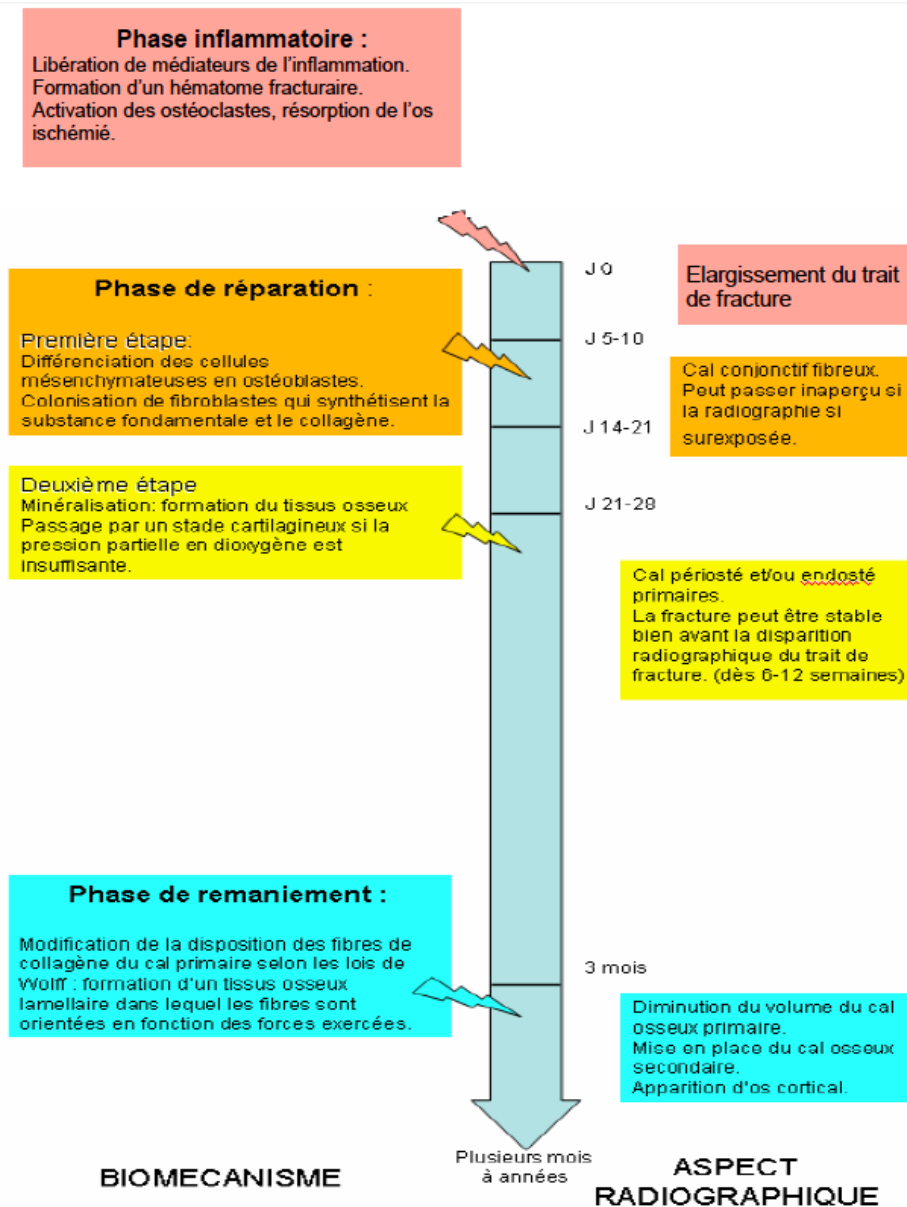 Phase inflammatoire :
Libération de médiateurs de l'inflammation.
Formation d'un hématome fracturaire.
Activation des ostéoclastes, résorption de l'os
ischémié.
J 0
Elargissement du trait
de fracture
Phase de réparation :
Première étape:
Différenciation des cellules
mésenchymateuses en ostéoblastes.
Colonisation de fibroblastes qui synthétisent la
substance fondamentale et le collagène.
J 5-10
Cal conjonctif fibreux.
Peut passer inaperçu si
la radiographie si
surexposée.
J 14-21
Deuxième étape
Minéralisation: formation du tissus osseux
Passage par un stade cartilagineux si la
pression partielle en dioxygène est
insuffisante.
J 21-28
Cal périosté et/ou endosté
primaires.
La fracture peut être stable
bien avant la disparition
radiographique du trait de
fracture. (dès 6-12 semaines)
Phase de remaniement :
Modification de la disposition des fibres de
collagène du cal primaire selon les lois de
Wolff : formation d'un tissus osseux
lamellaire dans lequel les fibres sont
orientées en fonction des forces exercées.
3 mois
Diminution du volume du cal
osseux primaire.
Mise en place du cal osseux
secondaire.
Apparition d'os cortical.
Plusieurs mois
à années
BIOMECANISME
ASPECT
RADIOGRAPHIQUE